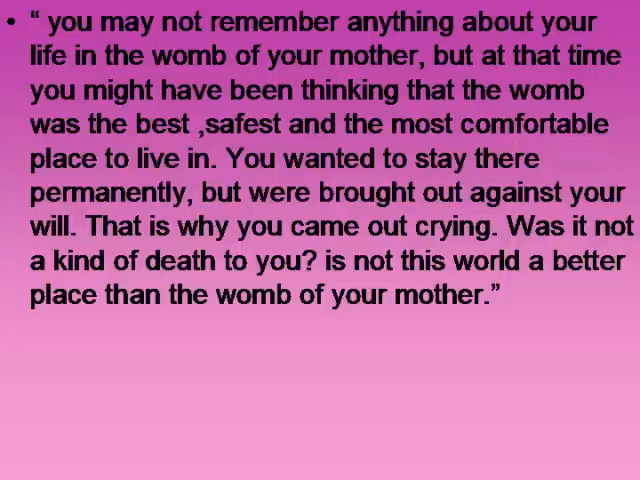 • “ you may not remember anything about your
life in the womb of your mother, but at that time
you might have been thinking that the womb
was the best ,safest and the most comfortable
place to live in. You wanted to stay there
permanently, but were brought out against your
will. That is why you came out crying. Was it not
a kind of death to you? is not this world a better
place than the womb of your mother.”